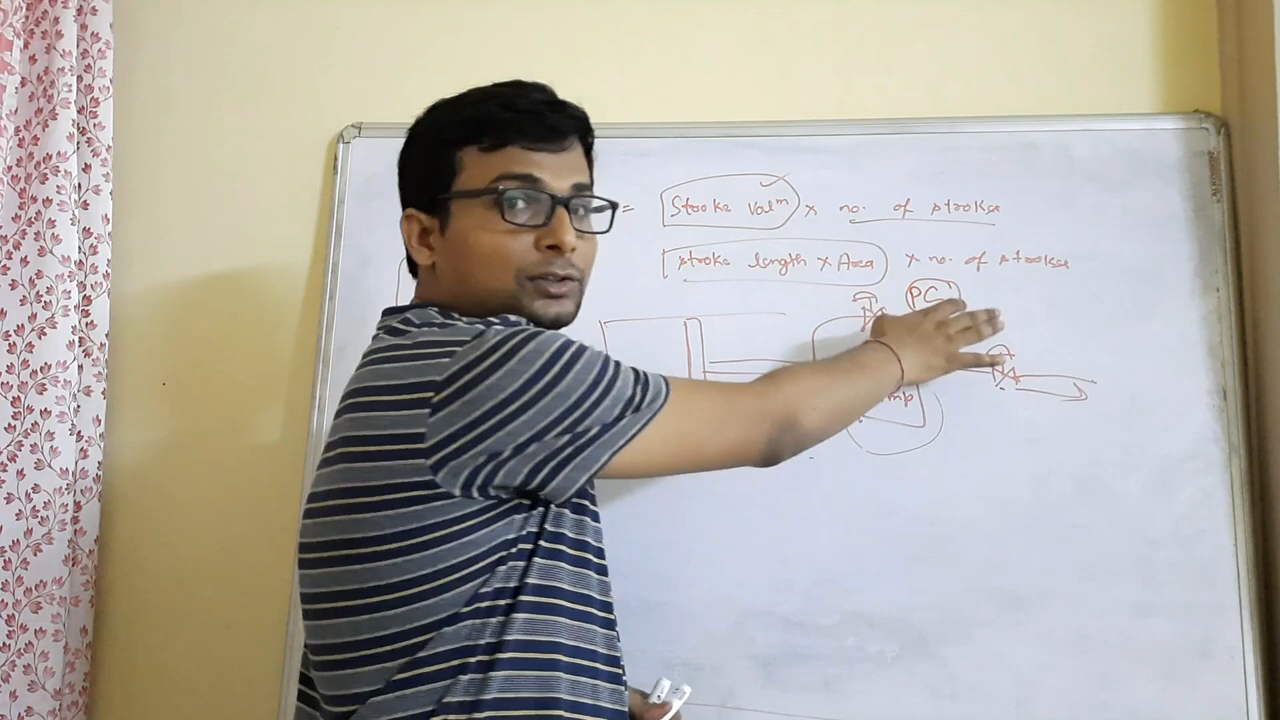 = Stroke volᵐ × no. of strokes
stroke length × Area × no. of strokes
PC